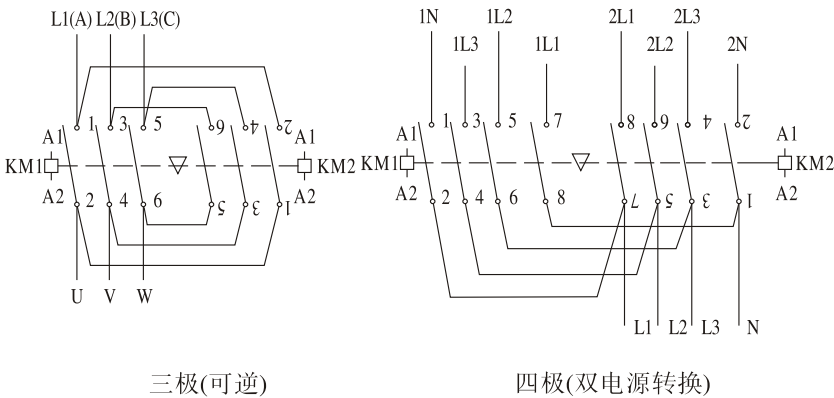 L1(A) L2(B) L3(C)
1 3 5 6 4 2
A1 A1
KM1 KM2
A2 A2
2 4 6 5 3 1
U V W
三极(可逆)
1N 1L2 2L1 2L3
1L3 1L1 2L2 2N
1 3 5 7 8 6 4 2
A1 A1
KM1 KM2
A2 A2
2 4 6 8 7 5 3 1
L1 L2 L3 N
四极(双电源转换)